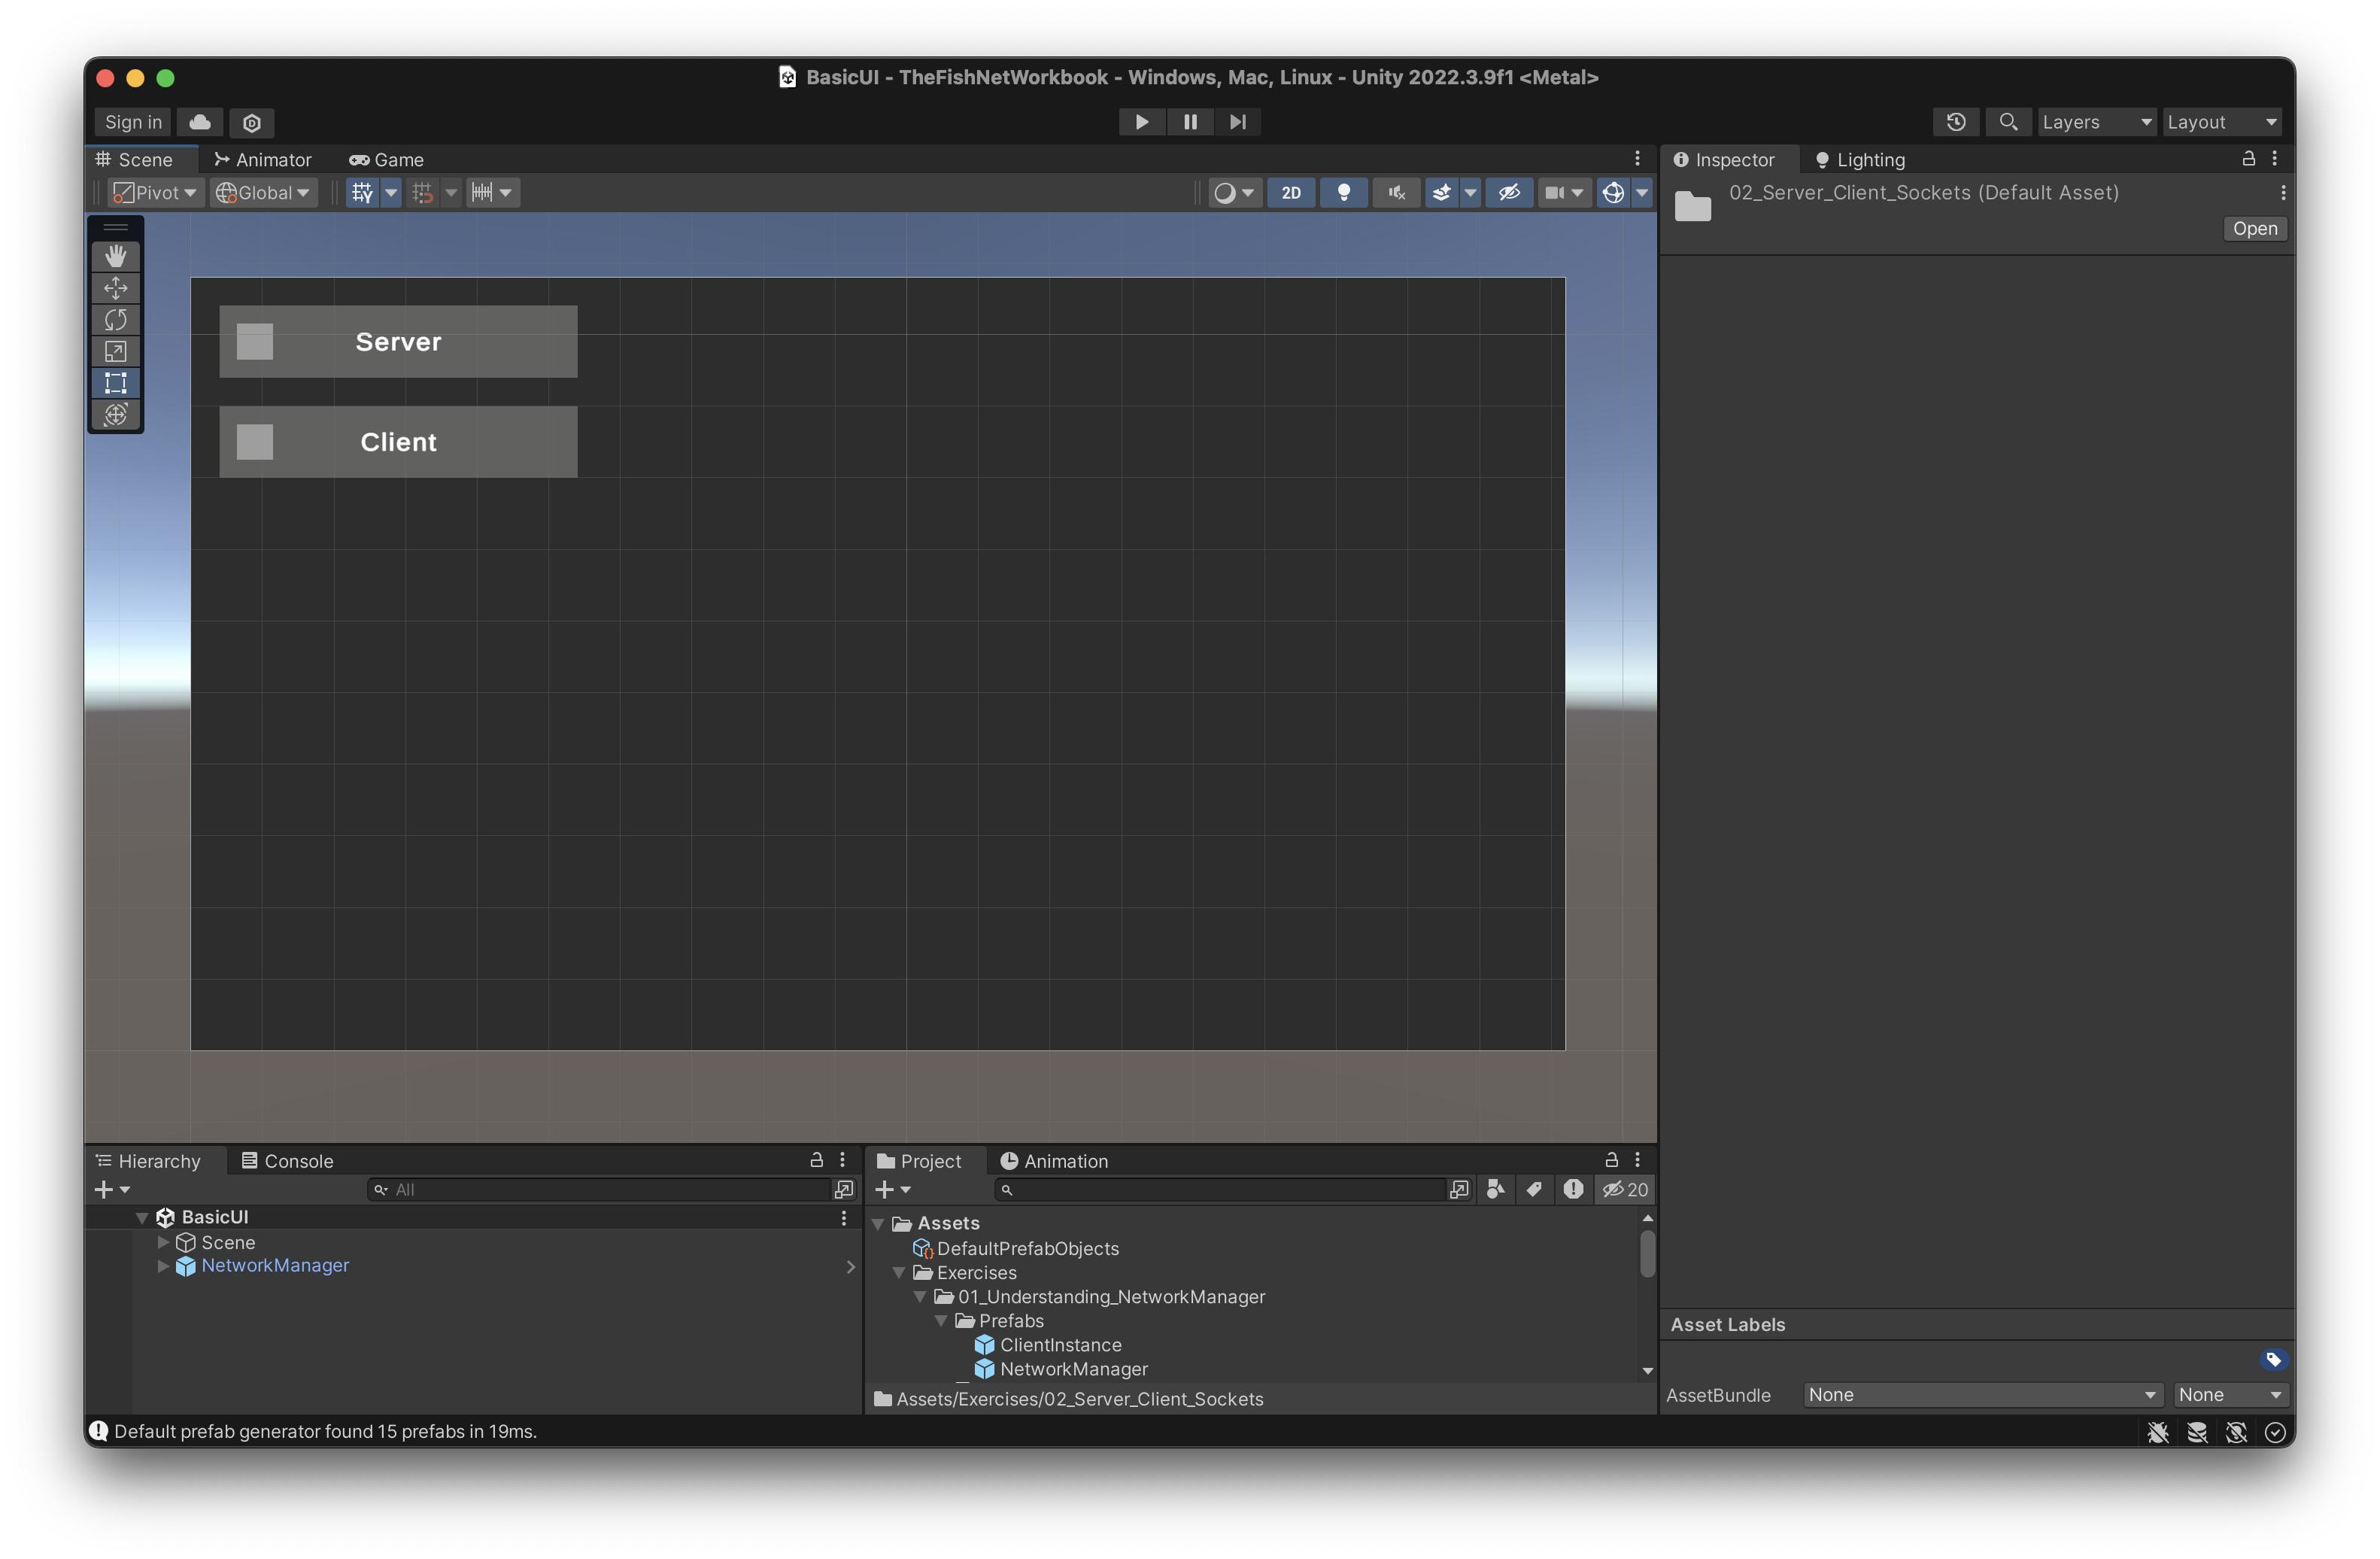 BasicUI - TheFishNetWorkbook - Windows, Mac, Linux - Unity 2022.3.9f1 <Metal>
Sign in
Layers
Layout
Scene
Animator
Game
Inspector
Lighting
Pivot
Global
2D
02_Server_Client_Sockets (Default Asset)
Open
Server
Client
Hierarchy
Console
Project
Animation
All
20
BasicUI
Scene
NetworkManager
Assets
DefaultPrefabObjects
Exercises
01_Understanding_NetworkManager
Prefabs
ClientInstance
NetworkManager
Assets/Exercises/02_Server_Client_Sockets
Asset Labels
AssetBundle
None
None
Default prefab generator found 15 prefabs in 19ms.